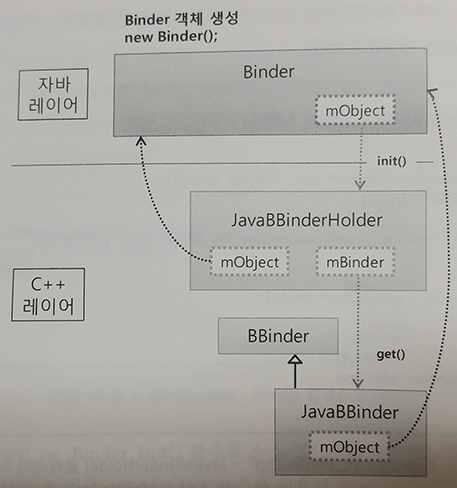 Binder 객체 생성
new Binder();
Binder
자바
레이어
mObject
init()
JavaBBinderHolder
mObject
mBinder
C++
레이어
BBinder
get()
JavaBBinder
mObject